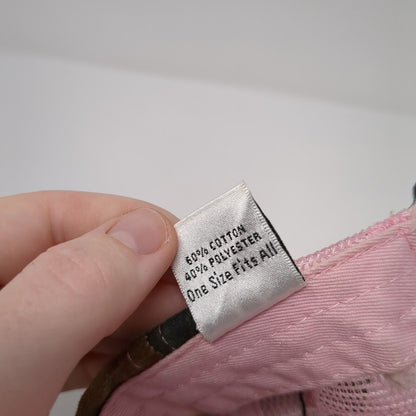 60% COTTON
40% POLYESTER
One Size Fits All